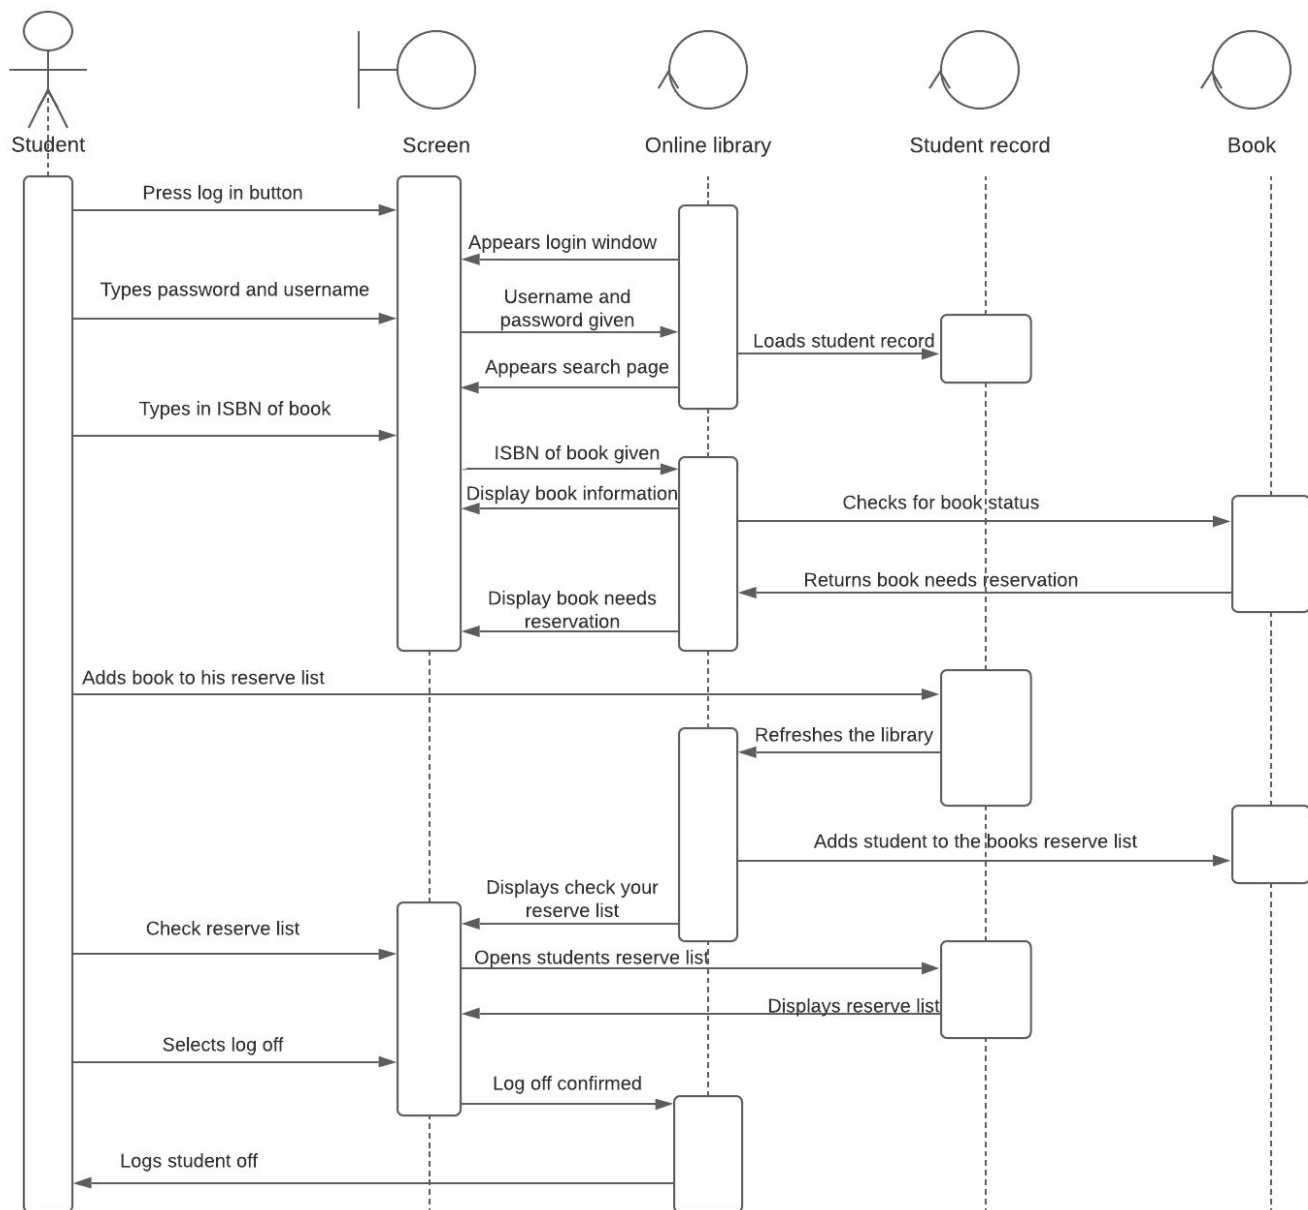 Student
Screen
Online library
Student record
Book
Press log in button
Appears login window
Types password and username
Username and
password given
Loads student record
Appears search page
Types in ISBN of book
ISBN of book given
Display book information
Checks for book status
Returns book needs reservation
Display book needs
reservation
Adds book to his reserve list
Refreshes the library
Adds student to the books reserve list
Displays check your
reserve list
Check reserve list
Opens students reserve list
Displays reserve list
Selects log off
Log off confirmed
Logs student off